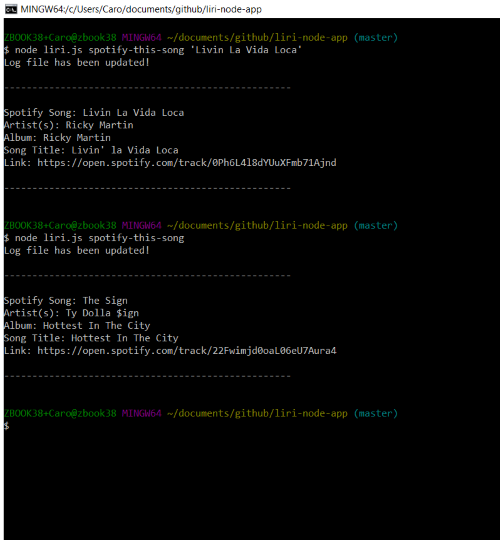 MINGW64:/c/Users/Caro/documents/github/liri-node-app
ZBOOK38+Caro@zbook38 MINGW64 ~/documents/github/liri-node-app (master)
$ node liri.js spotify-this-song 'Livin La Vida Loca'
Log file has been updated!
--------------------------------------------------
Spotify Song: Livin La Vida Loca
Artist(s): Ricky Martin
Album: Ricky Martin
Song Title: Livin' la Vida Loca
Link: https://open.spotify.com/track/0Ph6L4l8dYUuXFmb71Ajnd
--------------------------------------------------
ZBOOK38+Caro@zbook38 MINGW64 ~/documents/github/liri-node-app (master)
$ node liri.js spotify-this-song
Log file has been updated!
--------------------------------------------------
Spotify Song: The Sign
Artist(s): Ty Dolla $ign
Album: Hottest In The City
Song Title: Hottest In The City
Link: https://open.spotify.com/track/22Fwimjd0oaL06eU7Aura4
--------------------------------------------------
ZBOOK38+Caro@zbook38 MINGW64 ~/documents/github/liri-node-app (master)
$